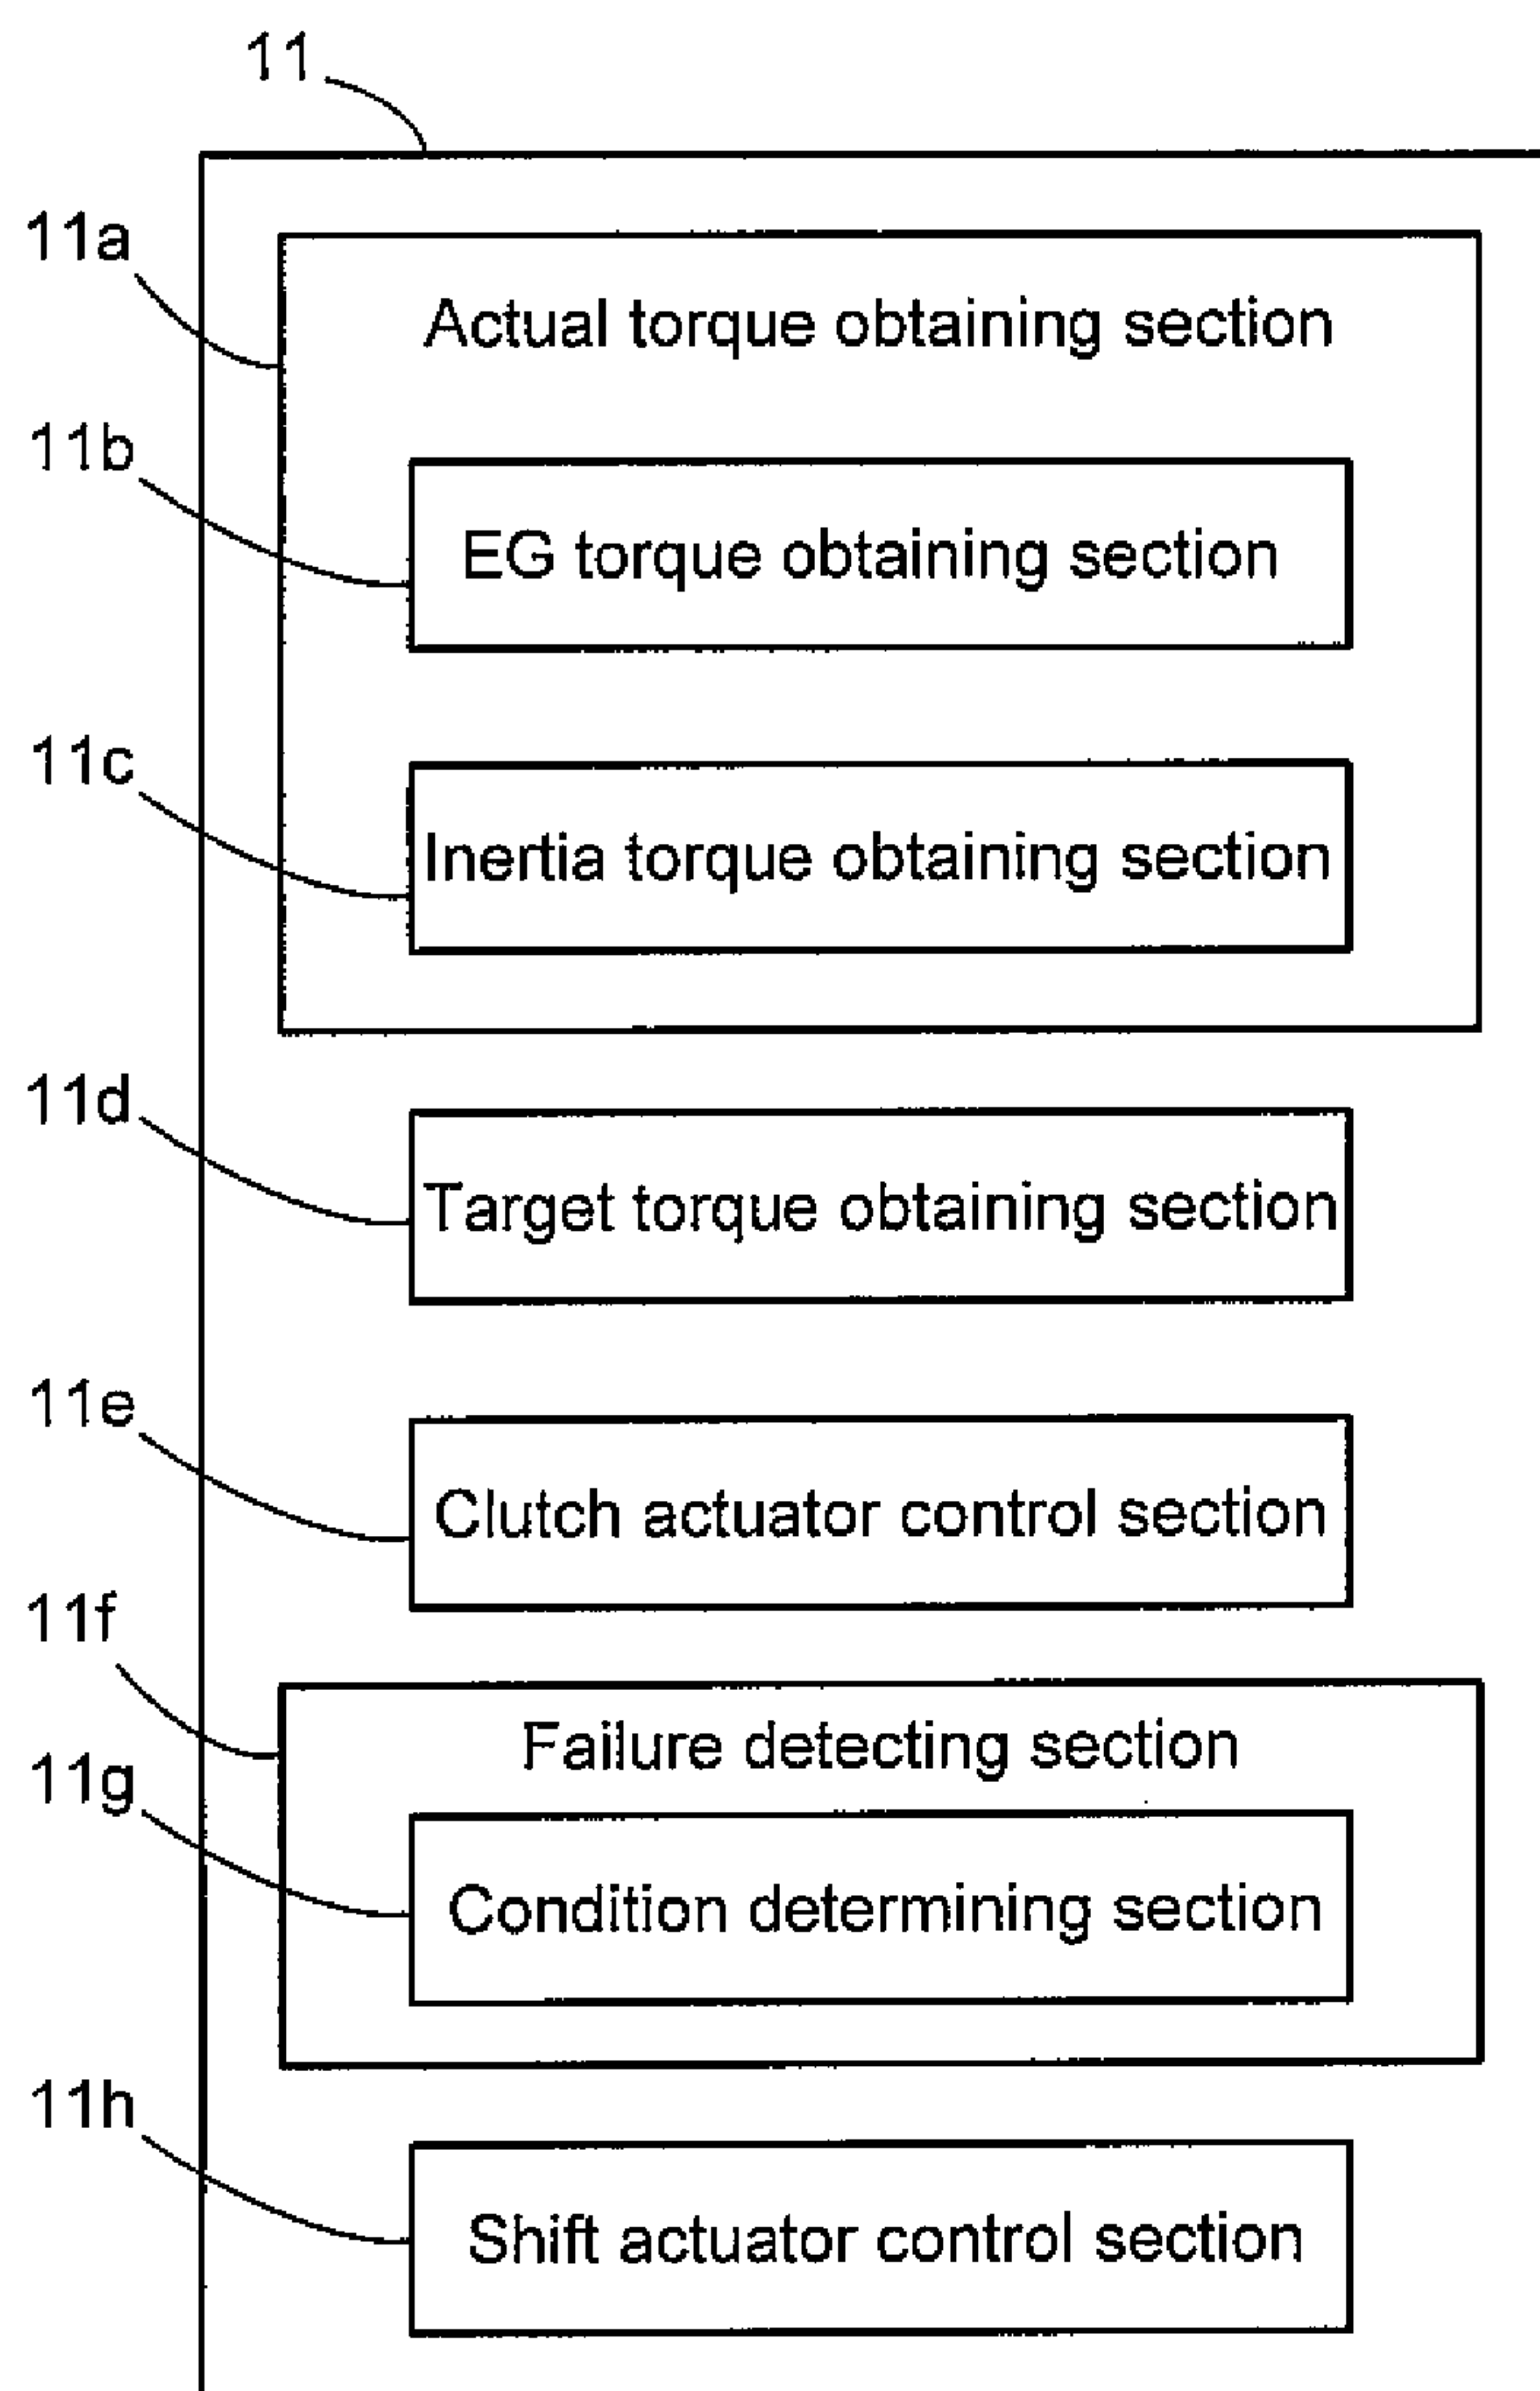 11
11a
Actual torque obtaining section
11b
EG torque obtaining section
11c
Inertia torque obtaining section
11d
Target torque obtaining section
11e
Clutch actuator control section
11f
Failure detecting section
11g
Condition determining section
11h
Shift actuator control section